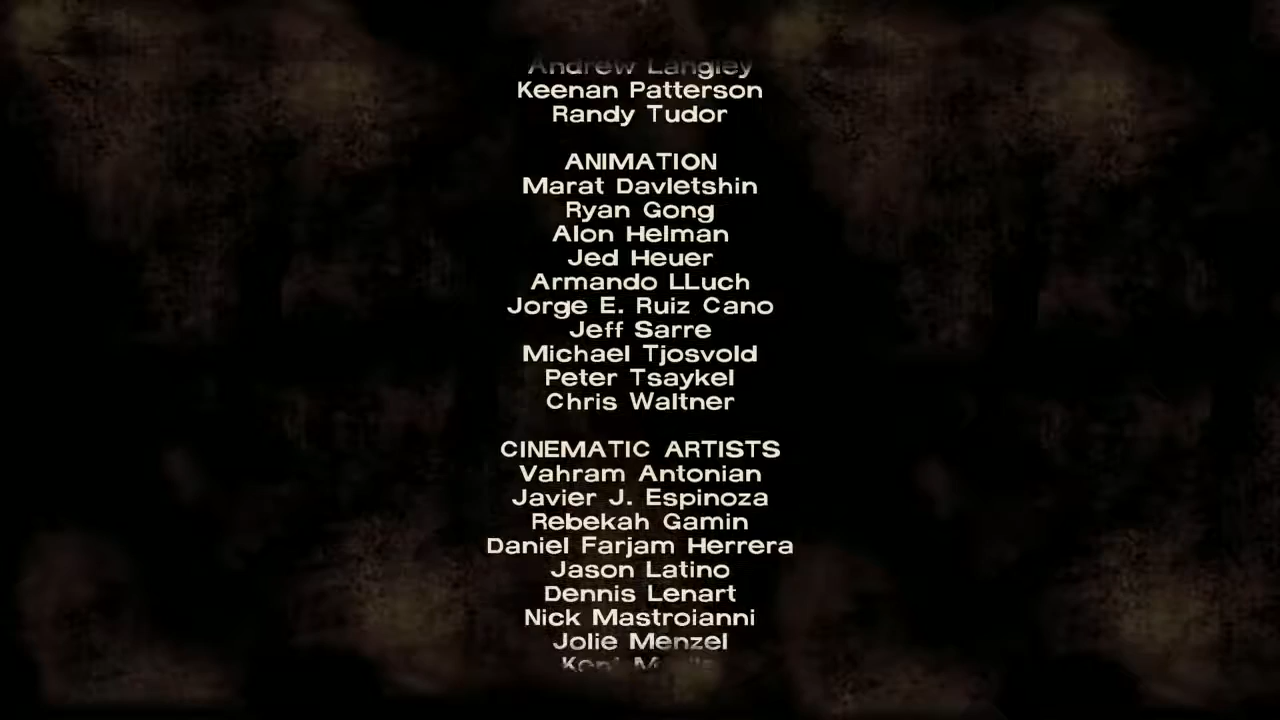 Andrew Langley
Keenan Patterson
Randy Tudor
ANIMATION
Marat Davletshin
Ryan Gong
Alon Helman
Jed Heuer
Armando LLuch
Jorge E. Ruiz Cano
Jeff Sarre
Michael Tjosvold
Peter Tsaykel
Chris Waltner
CINEMATIC ARTISTS
Vahram Antonian
Javier J. Espinoza
Rebekah Gamin
Daniel Farjam Herrera
Jason Latino
Dennis Lenart
Nick Mastroianni
Jolie Menzel